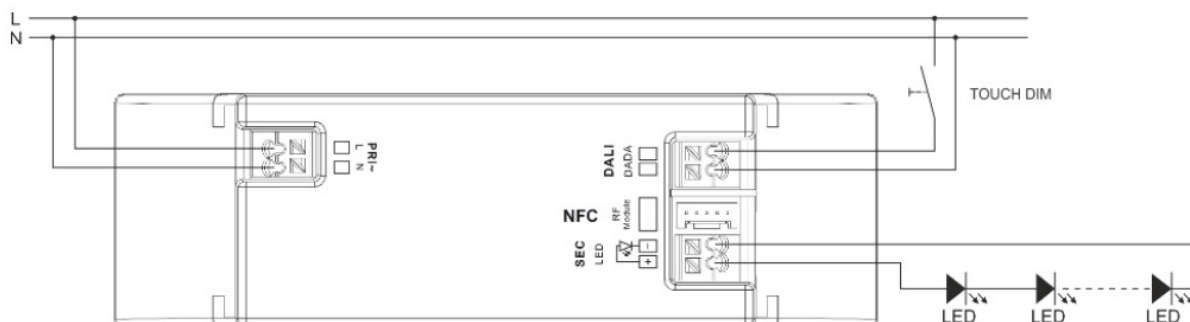 L
N
TOUCH DIM
L
N
PRI~
DALI
DA DA
NFC
RF
Module
SEC
LED
-
+
LED
LED
LED